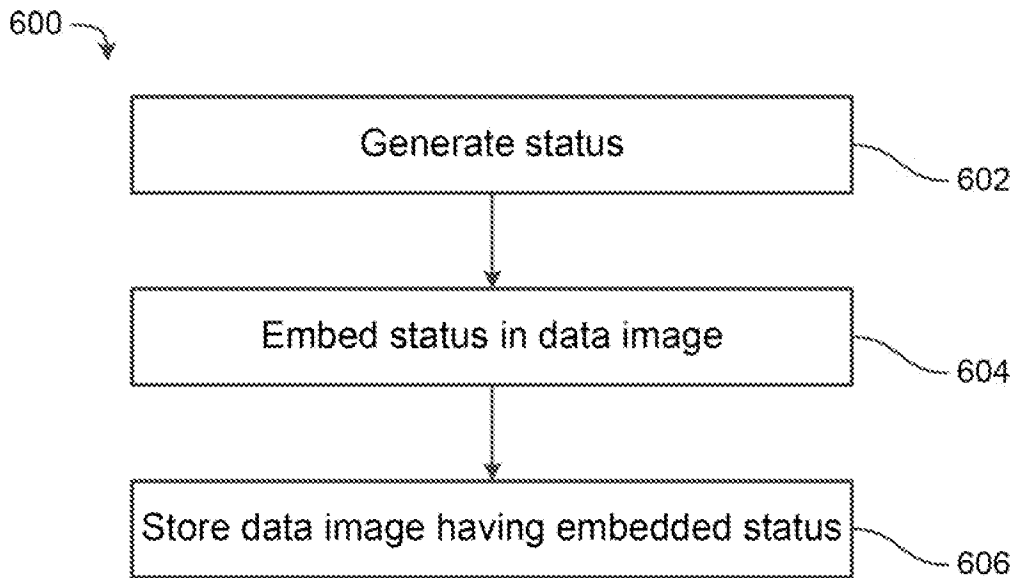 600
Generate status
602
Embed status in data image
604
Store data image having embedded status
606